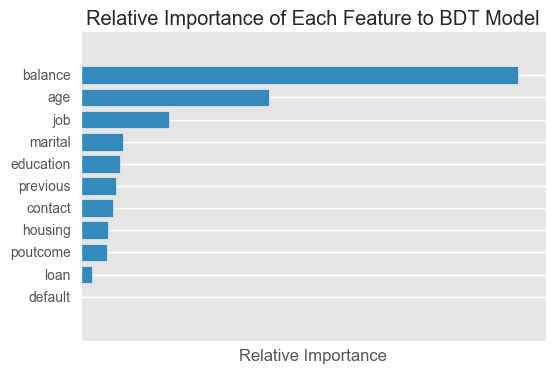 Relative Importance of Each Feature to BDT Model
balance
age
job
marital
education
previous
contact
housing
poutcome
loan
default
Relative Importance